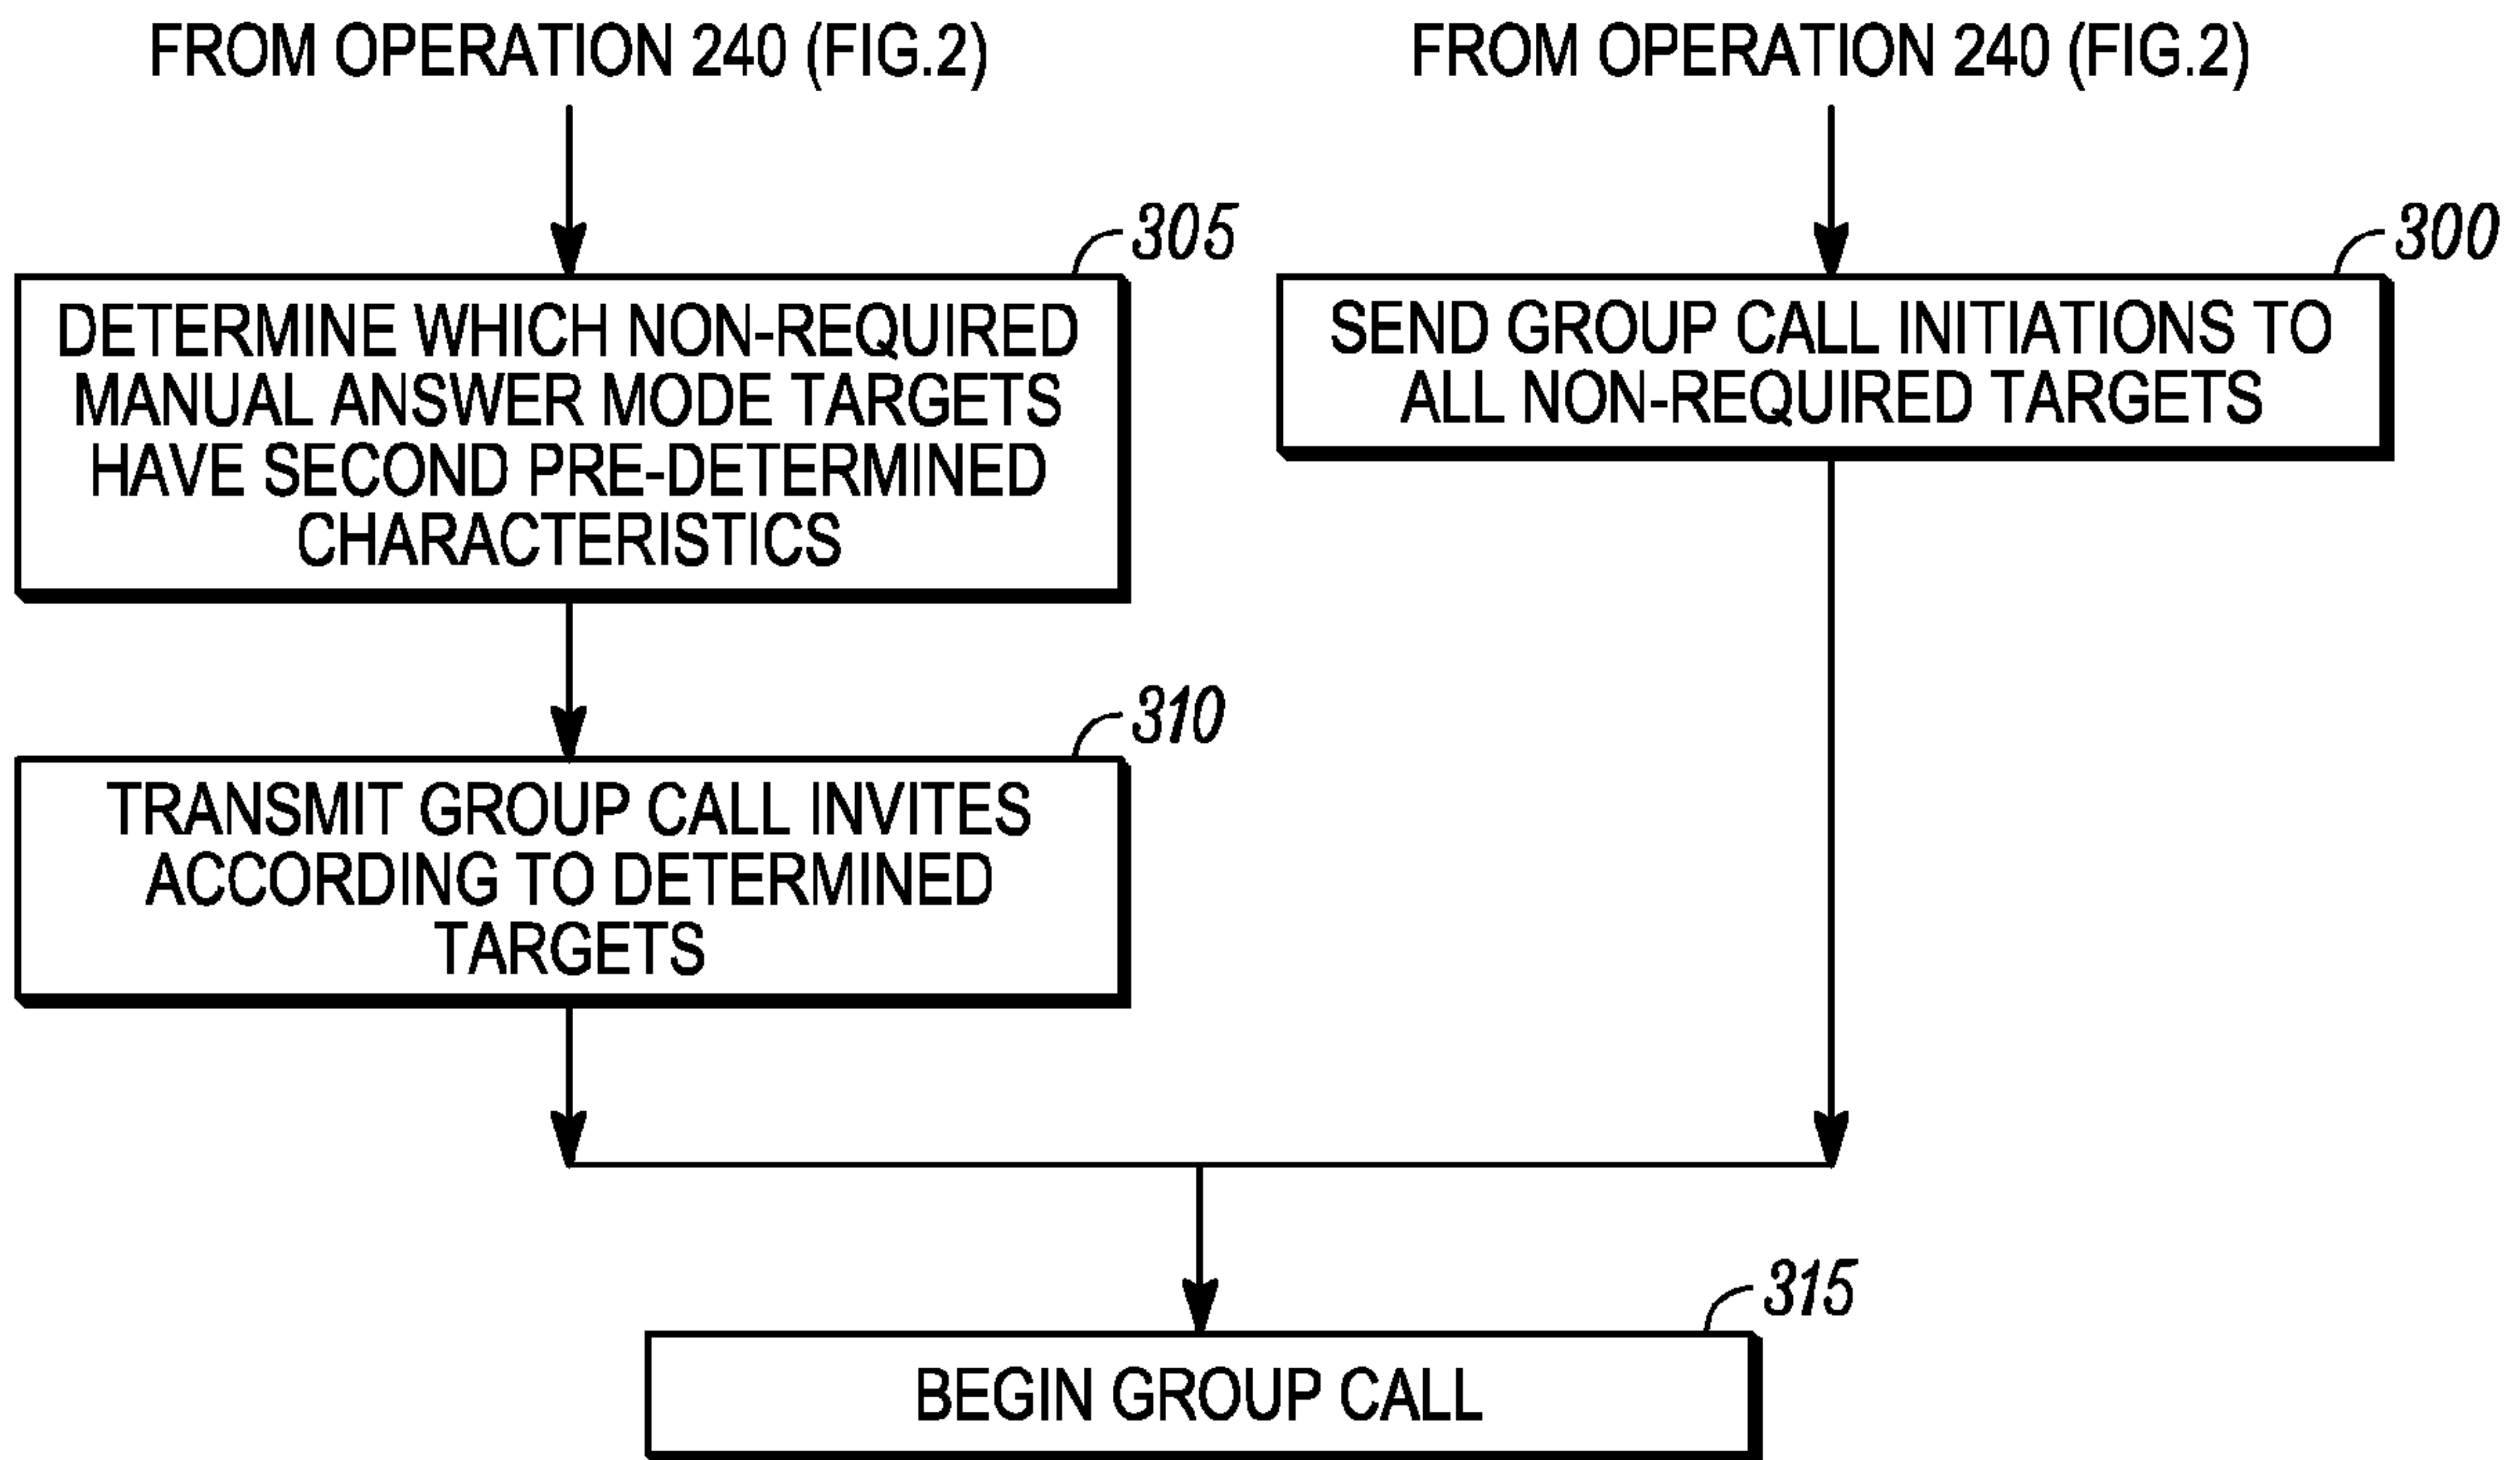 FROM OPERATION 240 (FIG.2)
305
DETERMINE WHICH NON-REQUIRED
MANUAL ANSWER MODE TARGETS
HAVE SECOND PRE-DETERMINED
CHARACTERISTICS
310
TRANSMIT GROUP CALL INVITES
ACCORDING TO DETERMINED
TARGETS
FROM OPERATION 240 (FIG.2)
300
SEND GROUP CALL INITIATIONS TO
ALL NON-REQUIRED TARGETS
315
BEGIN GROUP CALL